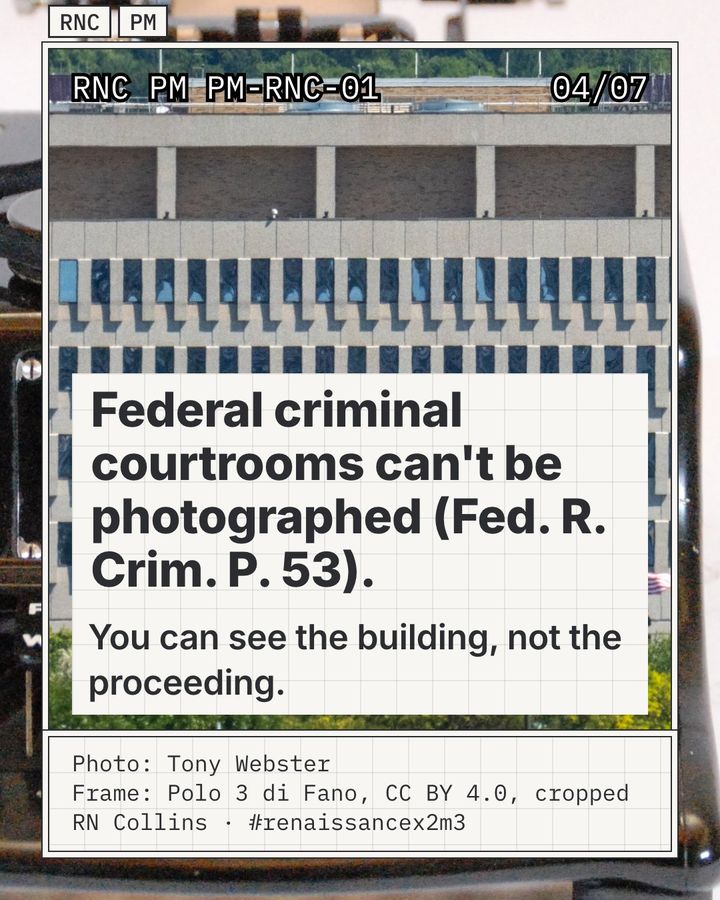 RNC PM
RNC PM PM-RNC-01 04/07
Federal criminal
courtrooms can't be
photographed (Fed. R.
Crim. P. 53).
You can see the building, not the
proceeding.
Photo: Tony Webster
Frame: Polo 3 di Fano, CC BY 4.0, cropped
RN Collins · #renaissancex2m3